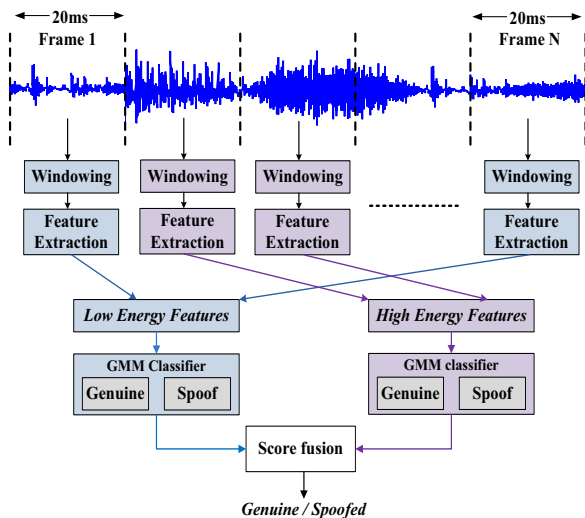 20ms
20ms
Frame 1
Frame N
Windowing
Windowing
Windowing
Windowing
Feature
Extraction
Feature
Extraction
Feature
Extraction
Feature
Extraction
Low Energy Features
High Energy Features
GMM Classifier
GMM classifier
Genuine
Spoof
Genuine
Spoof
Score fusion
Genuine / Spoofed